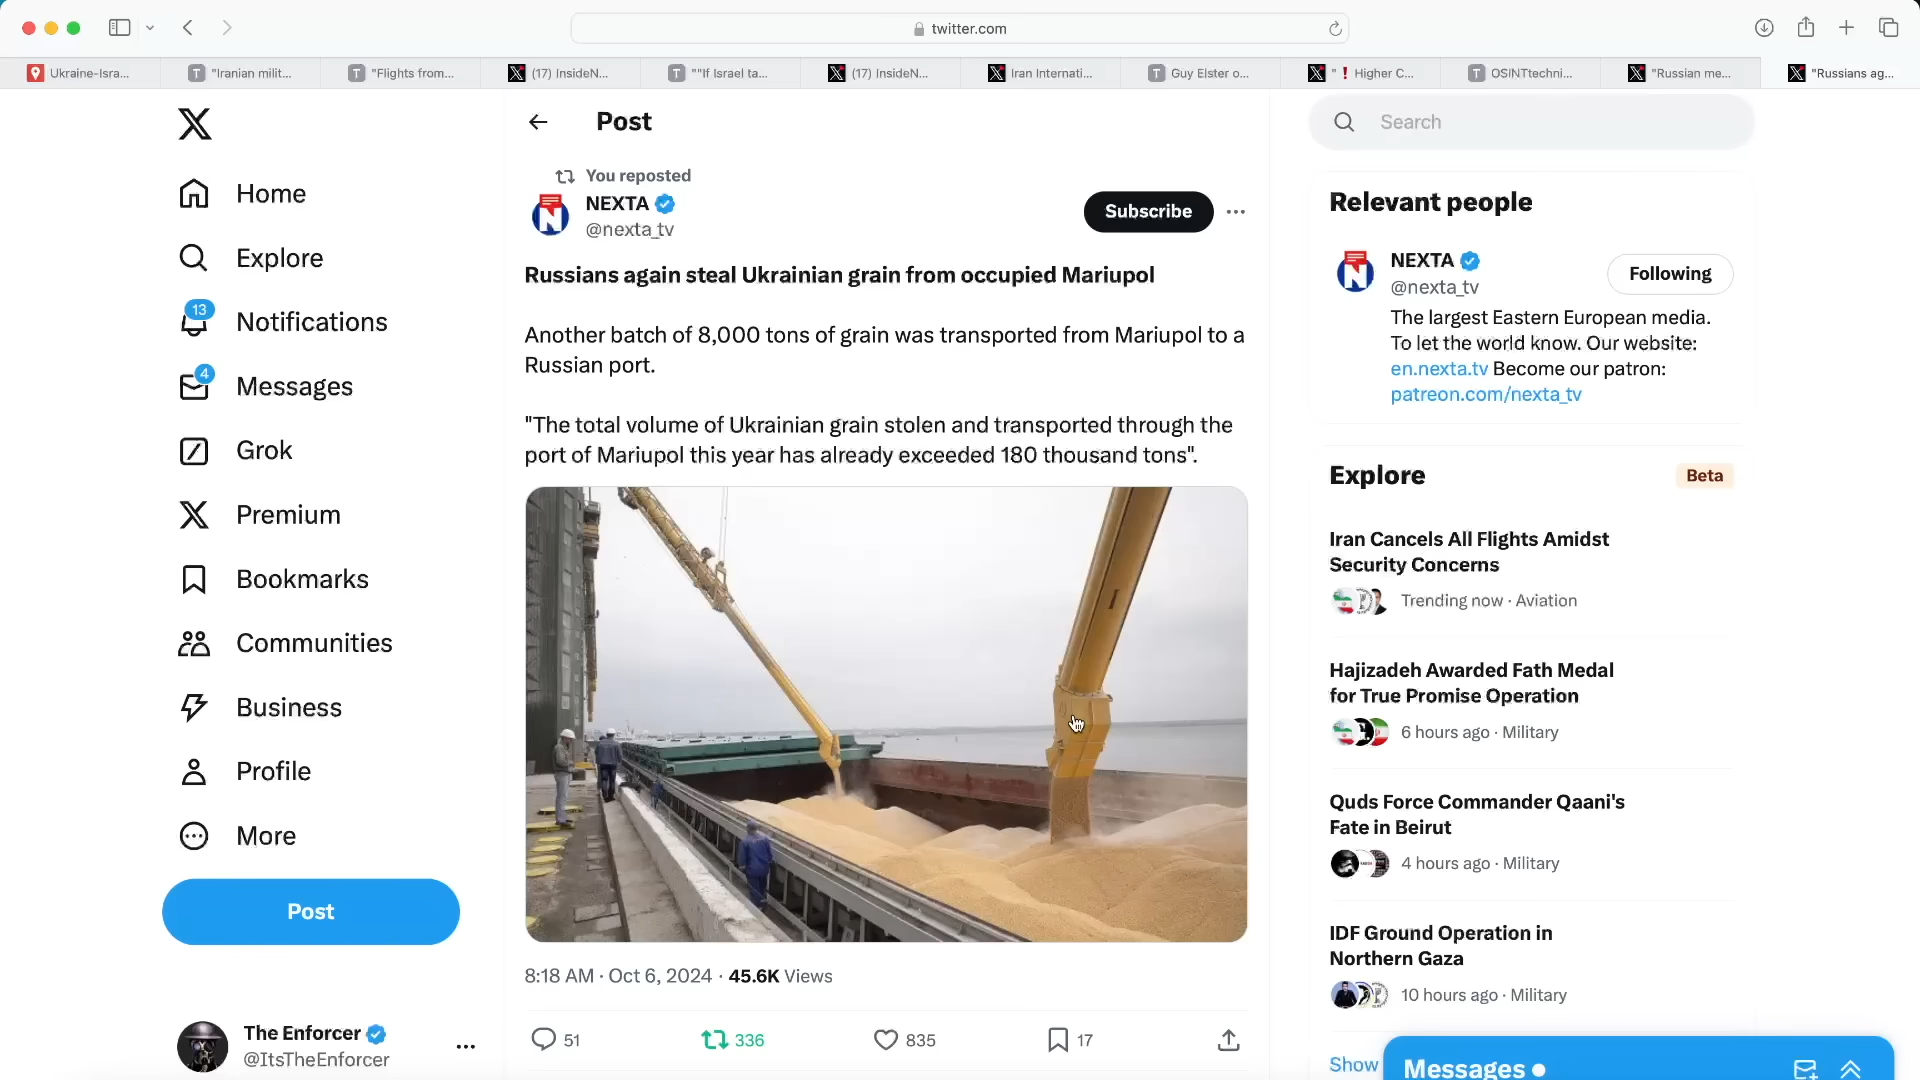 twitter.com
Ukraine-Isra...
"Iranian milit...
"Flights from...
(17) InsideN...
""If Israel ta...
(17) InsideN...
Iran Internati...
Guy Elster o...
"❗Higher C...
OSINTtechni...
"Russian me...
"Russians ag...
Home
Explore
13
Notifications
4
Messages
Grok
Premium
Bookmarks
Communities
Business
Profile
More
Post
The Enforcer
@ItsTheEnforcer
Post
You reposted
NEXTA
@nexta_tv
Subscribe
Russians again steal Ukrainian grain from occupied Mariupol
Another batch of 8,000 tons of grain was transported from Mariupol to a
Russian port.
"The total volume of Ukrainian grain stolen and transported through the
port of Mariupol this year has already exceeded 180 thousand tons".
8:18 AM · Oct 6, 2024 · 45.6K Views
51
336
835
17
Search
Relevant people
NEXTA
@nexta_tv
Following
The largest Eastern European media.
To let the world know. Our website:
en.nexta.tv Become our patron:
patreon.com/nexta_tv
Explore
Beta
Iran Cancels All Flights Amidst
Security Concerns
Trending now · Aviation
Hajizadeh Awarded Fath Medal
for True Promise Operation
6 hours ago · Military
Quds Force Commander Qaani's
Fate in Beirut
4 hours ago · Military
IDF Ground Operation in
Northern Gaza
10 hours ago · Military
Show
Messages